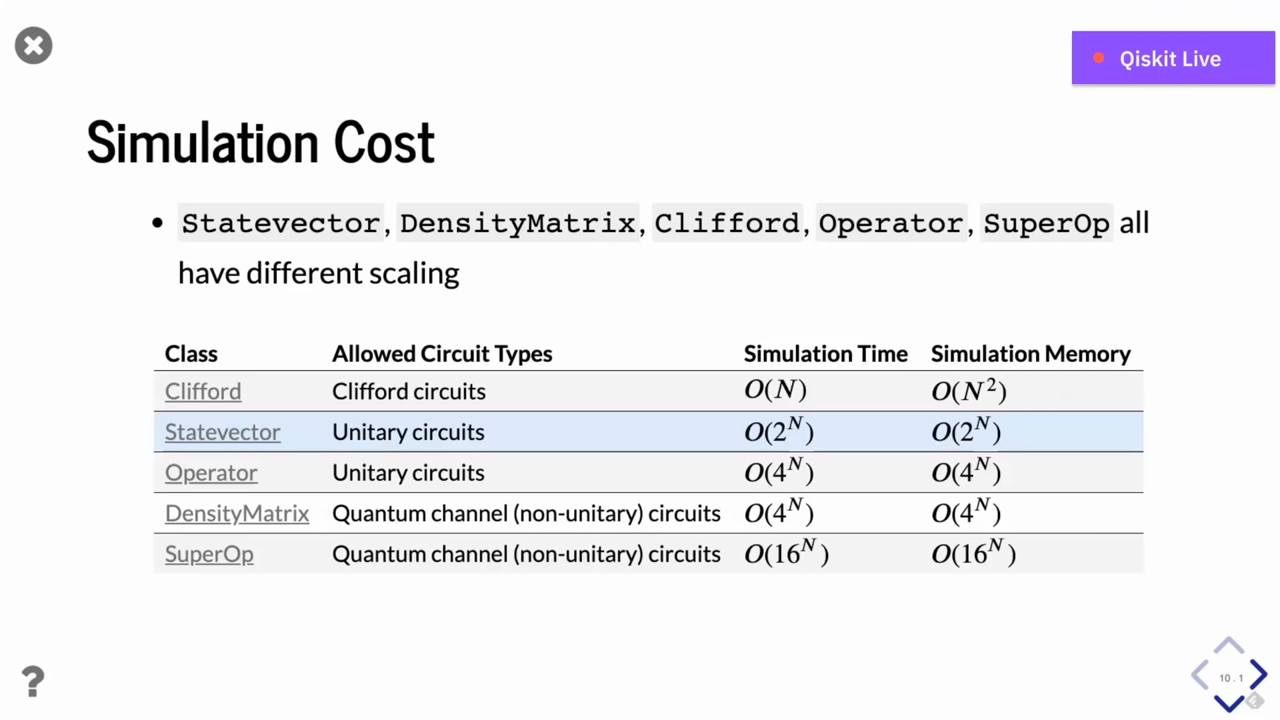 Qiskit Live
Simulation Cost
• Statevector, DensityMatrix, Clifford, Operator, SuperOp all
have different scaling
Class Allowed Circuit Types Simulation Time Simulation Memory
Clifford Clifford circuits O(N) O(N²)
Statevector Unitary circuits O(2ᴺ) O(2ᴺ)
Operator Unitary circuits O(4ᴺ) O(4ᴺ)
DensityMatrix Quantum channel (non-unitary) circuits O(4ᴺ) O(4ᴺ)
SuperOp Quantum channel (non-unitary) circuits O(16ᴺ) O(16ᴺ)
?
10.1